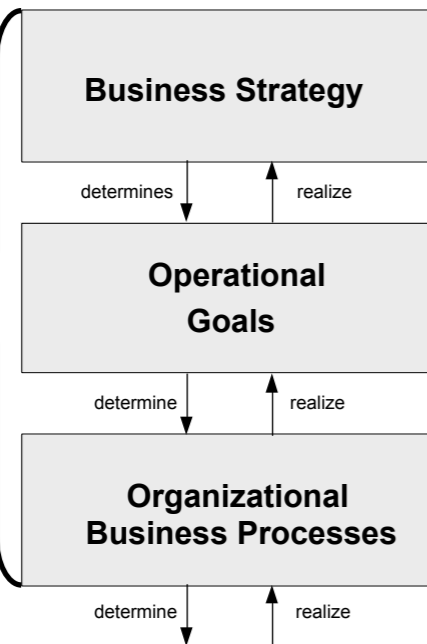 Business Strategy
determines realize
Operational
Goals
determine realize
Organizational
Business Processes
determine realize